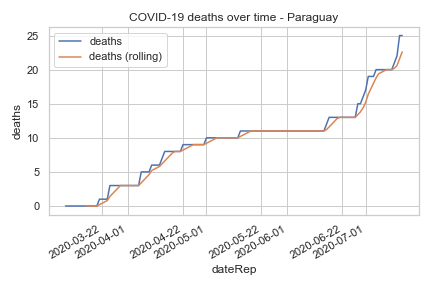 COVID-19 deaths over time - Paraguay
deaths
deaths (rolling)
25
20
15
10
5
0
deaths
2020-03-22
2020-04-01
2020-04-22
2020-05-01
2020-05-22
2020-06-01
2020-06-22
2020-07-01
dateRep